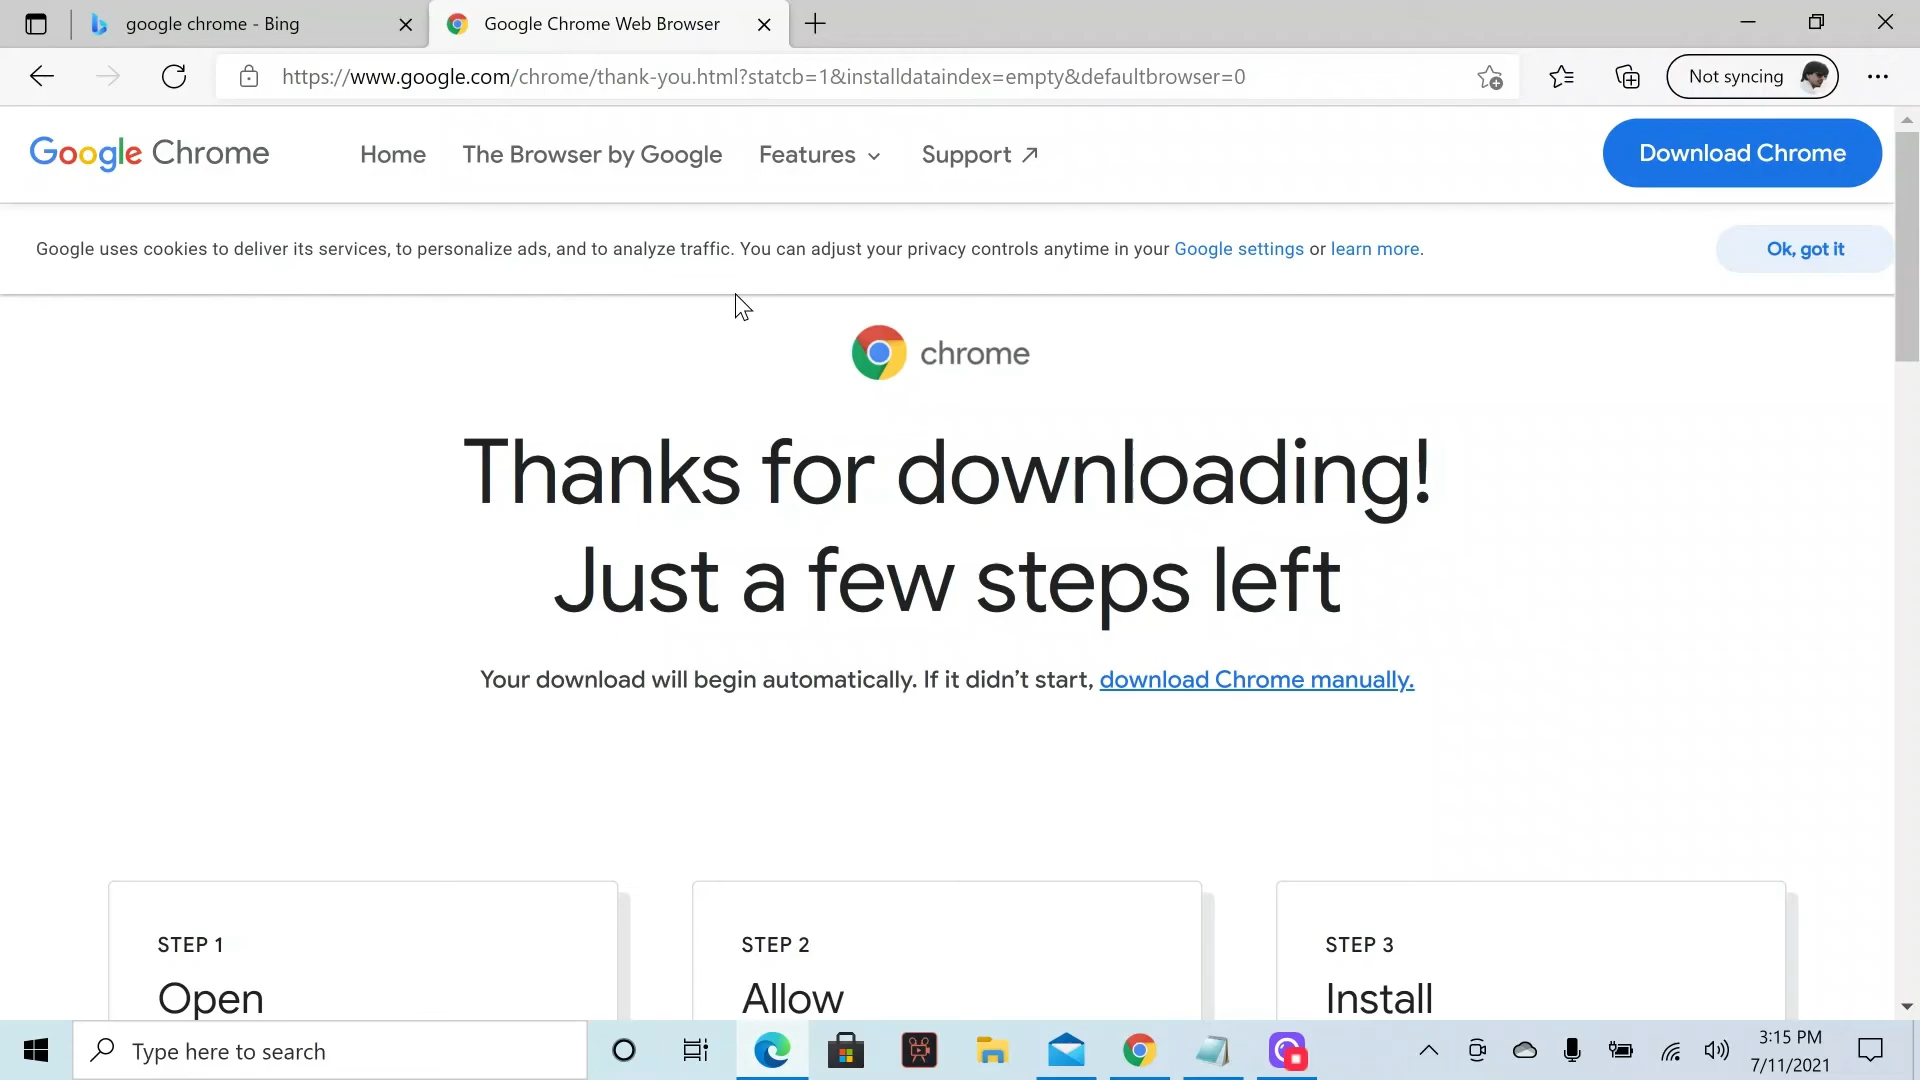 google chrome - Bing
Google Chrome Web Browser
https://www.google.com/chrome/thank-you.html?statcb=1&installdataindex=empty&defaultbrowser=0
Not syncing
Google Chrome
Home
The Browser by Google
Features
Support
Download Chrome
Google uses cookies to deliver its services, to personalize ads, and to analyze traffic. You can adjust your privacy controls anytime in your Google settings or learn more.
Ok, got it
chrome
Thanks for downloading!
Just a few steps left
Your download will begin automatically. If it didn’t start, download Chrome manually.
STEP 1
Open
STEP 2
Allow
STEP 3
Install
Type here to search
3:15 PM
7/11/2021